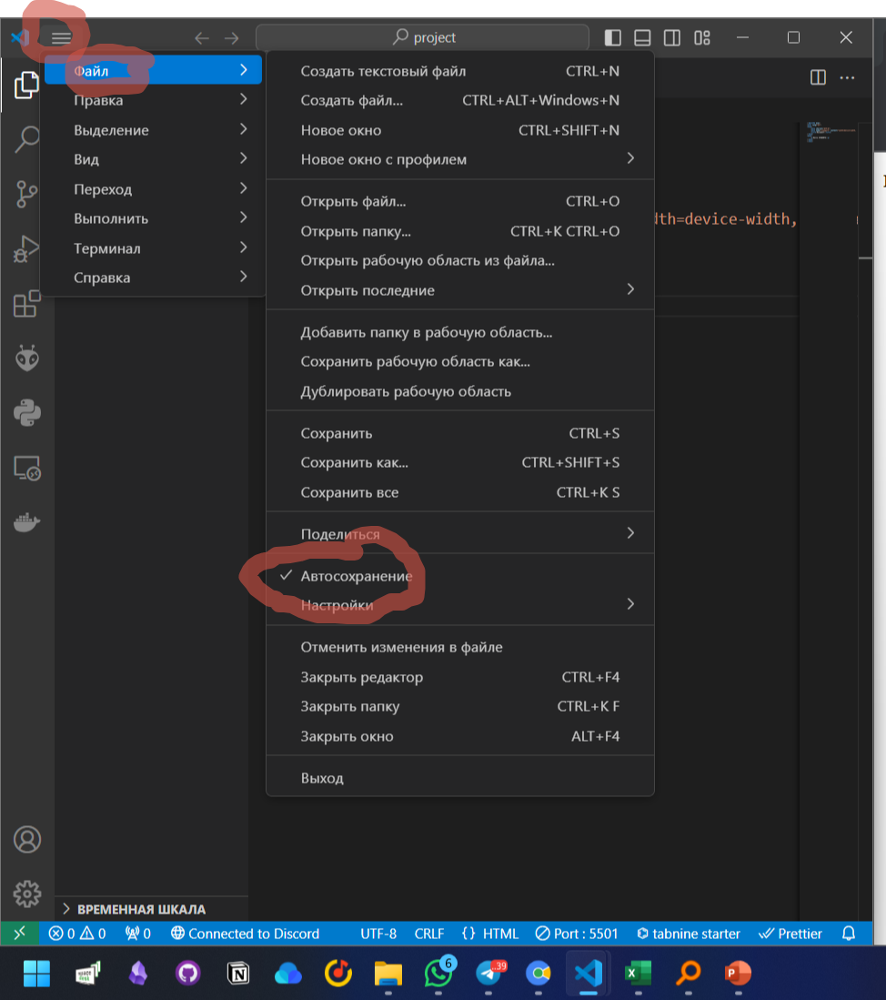 project
Файл
Правка
Выделение
Вид
Переход
Выполнить
Терминал
Справка
Создать текстовый файл CTRL+N
Создать файл... CTRL+ALT+Windows+N
Новое окно CTRL+SHIFT+N
Новое окно с профилем
Открыть файл... CTRL+O
Открыть папку... CTRL+K CTRL+O
Открыть рабочую область из файла...
Открыть последние
Добавить папку в рабочую область...
Сохранить рабочую область как...
Дублировать рабочую область
Сохранить CTRL+S
Сохранить как... CTRL+SHIFT+S
Сохранить все CTRL+K S
Поделиться
Автосохранение
Настройки
Отменить изменения в файле
Закрыть редактор CTRL+F4
Закрыть папку CTRL+K F
Закрыть окно ALT+F4
Выход
dth=device-width,
ВРЕМЕННАЯ ШКАЛА
0 0 0 Connected to Discord UTF-8 CRLF {} HTML Port : 5501 tabnine starter Prettier
6 39